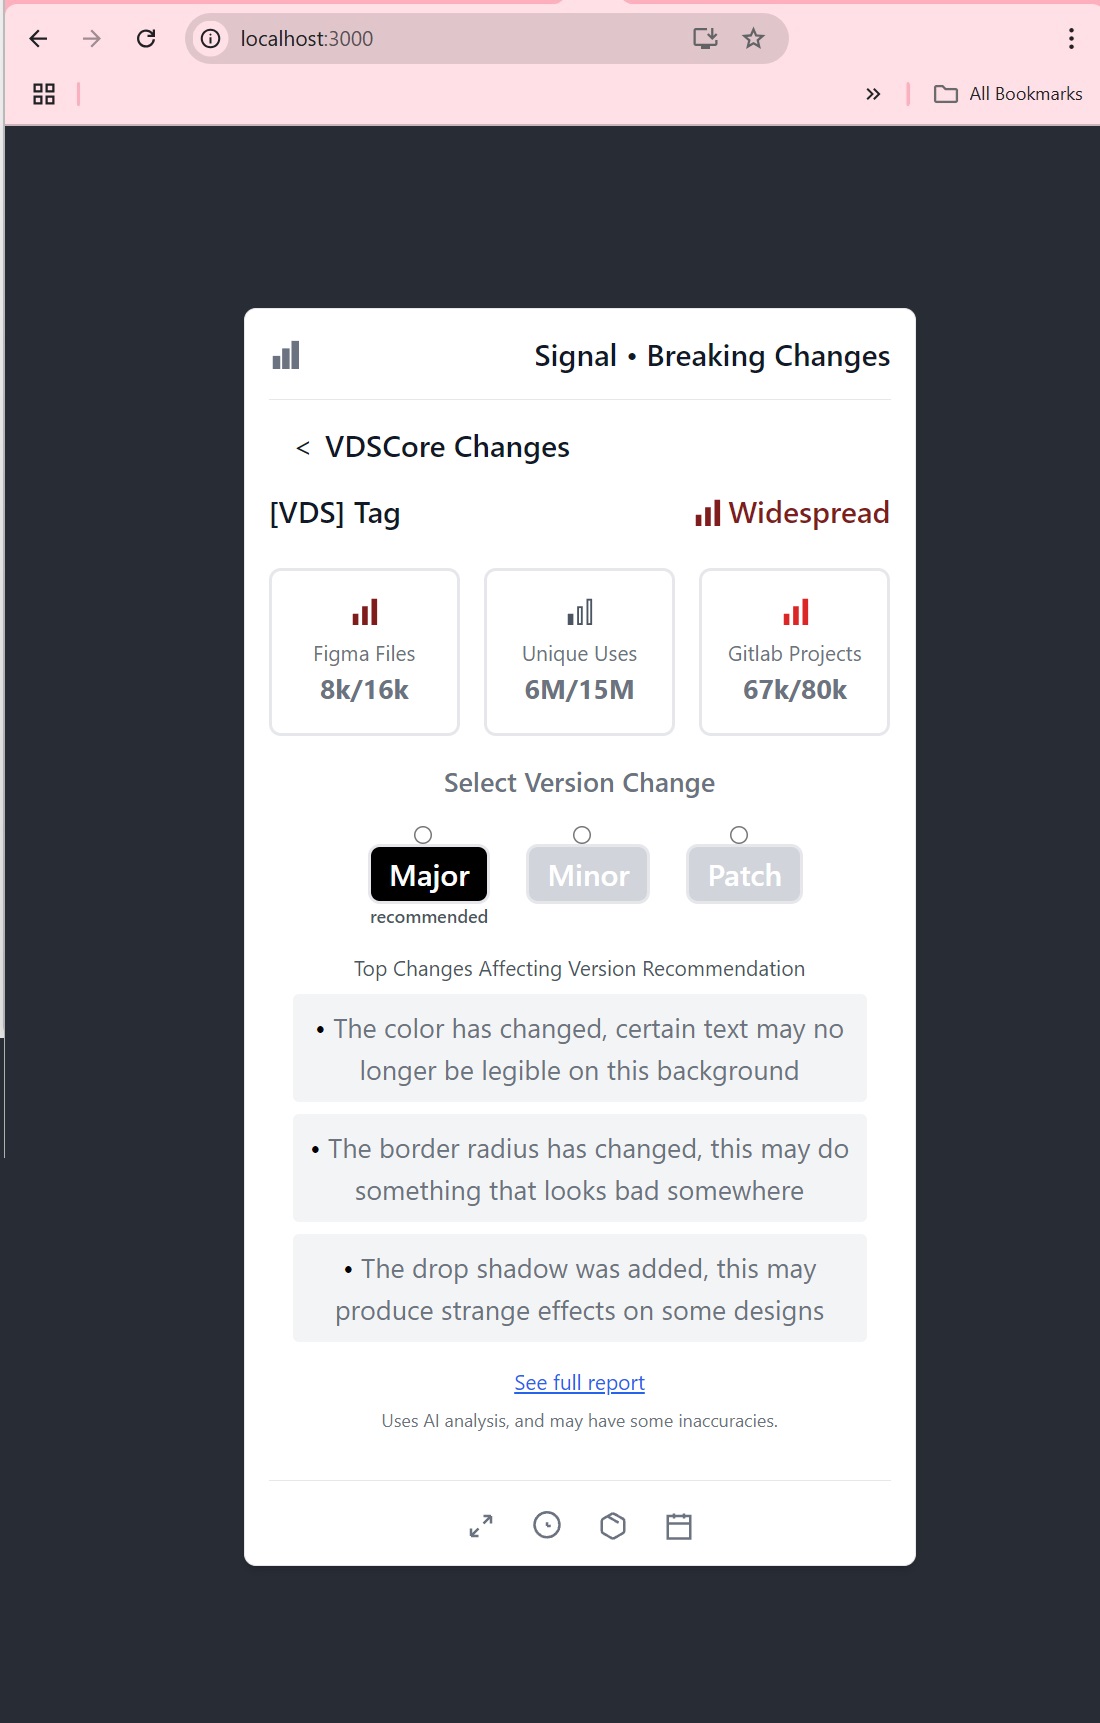 localhost:3000
All Bookmarks
Signal • Breaking Changes
< VDSCore Changes
[VDS] Tag
Widespread
Figma Files
8k/16k
Unique Uses
6M/15M
Gitlab Projects
67k/80k
Select Version Change
Major
recommended
Minor
Patch
Top Changes Affecting Version Recommendation
• The color has changed, certain text may no
longer be legible on this background
• The border radius has changed, this may do
something that looks bad somewhere
• The drop shadow was added, this may
produce strange effects on some designs
See full report
Uses AI analysis, and may have some inaccuracies.